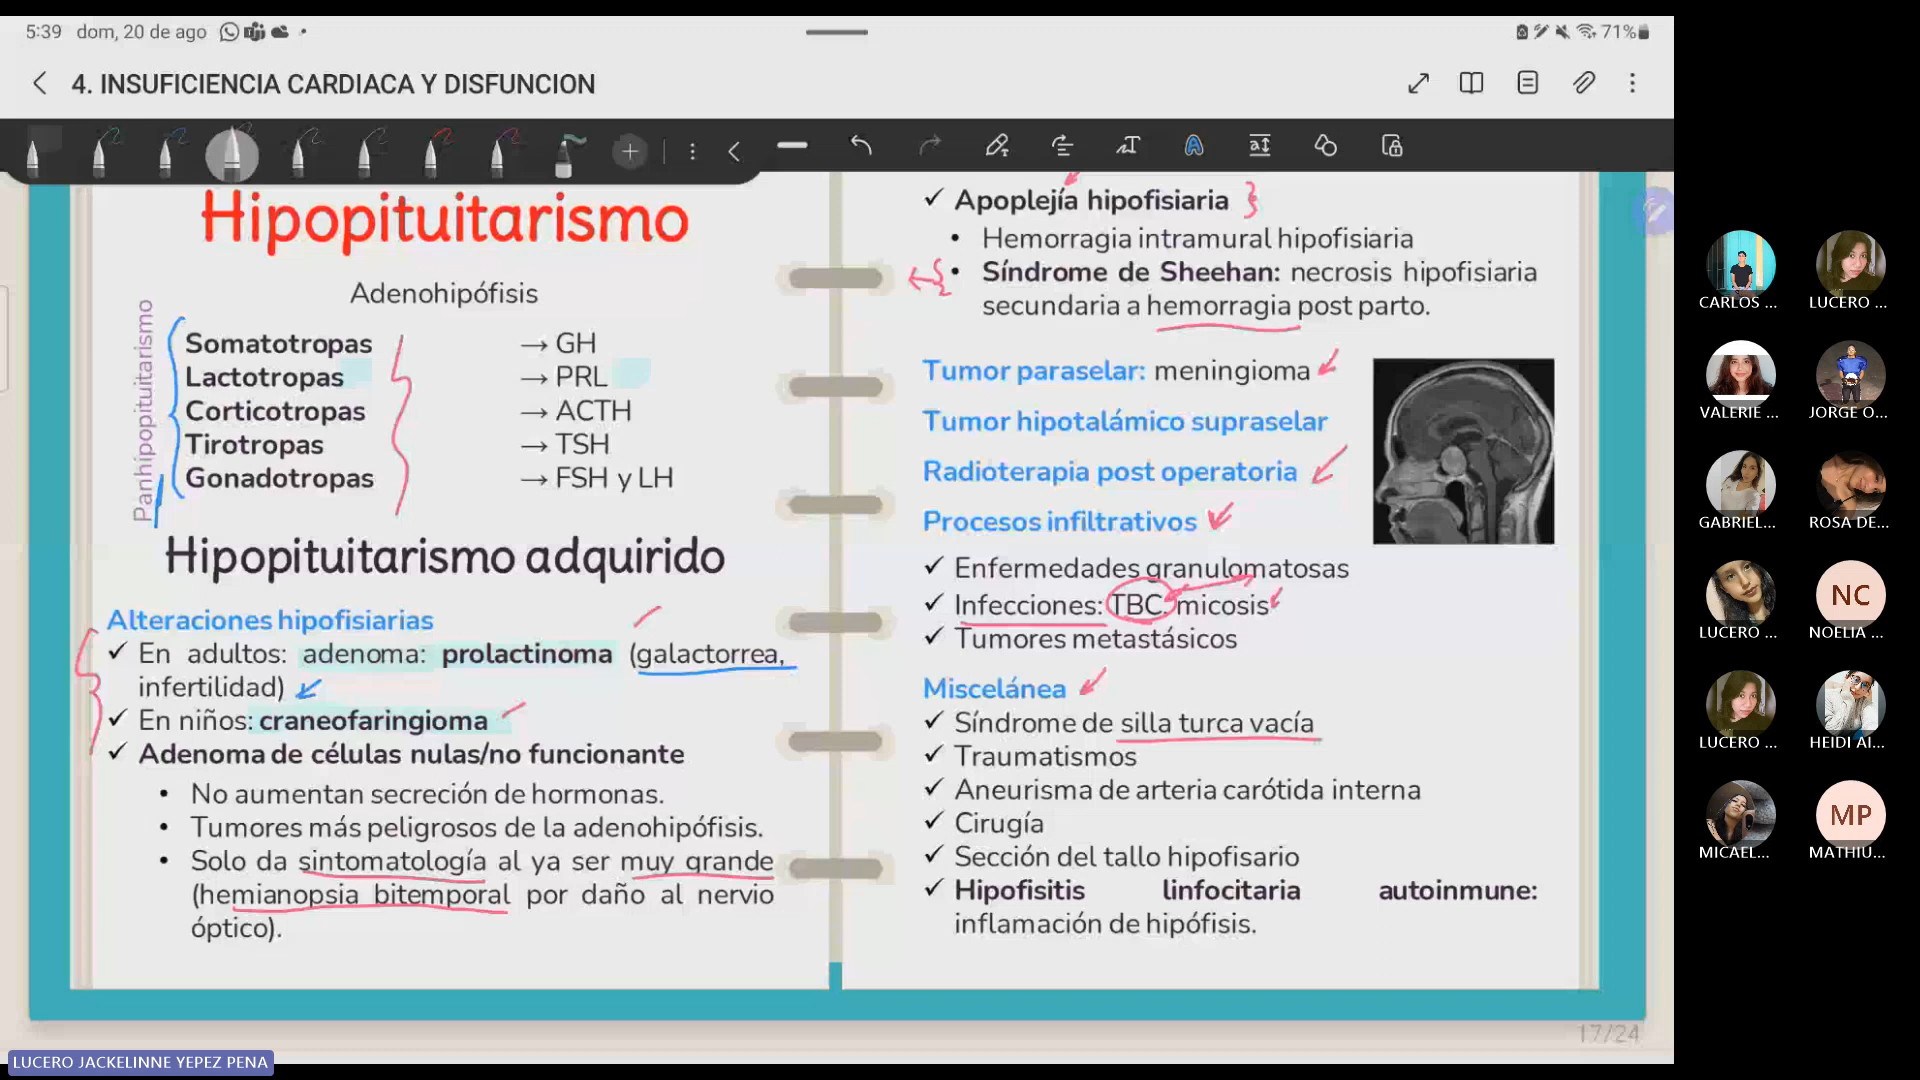 5:39 dom, 20 de ago
71%
4. INSUFICIENCIA CARDIACA Y DISFUNCION
Hipopituitarismo
Adenohipófisis
Panhipopituitarismo
Somatotropas → GH
Lactotropas → PRL
Corticotropas → ACTH
Tirotropas → TSH
Gonadotropas → FSH y LH
Hipopituitarismo adquirido
Alteraciones hipofisiarias
✓ En adultos: adenoma: prolactinoma (galactorrea,
infertilidad)
✓ En niños: craneofaringioma
✓ Adenoma de células nulas/no funcionante
• No aumentan secreción de hormonas.
• Tumores más peligrosos de la adenohipófisis.
• Solo da sintomatología al ya ser muy grande
(hemianopsia bitemporal por daño al nervio
óptico).
✓ Apoplejía hipofisiaria
• Hemorragia intramural hipofisiaria
• Síndrome de Sheehan: necrosis hipofisiaria
secundaria a hemorragia post parto.
Tumor paraselar: meningioma
Tumor hipotalámico supraselar
Radioterapia post operatoria
Procesos infiltrativos
✓ Enfermedades granulomatosas
✓ Infecciones: TBC. micosis
✓ Tumores metastásicos
Miscelánea
✓ Síndrome de silla turca vacía
✓ Traumatismos
✓ Aneurisma de arteria carótida interna
✓ Cirugía
✓ Sección del tallo hipofisario
✓ Hipofisitis linfocitaria autoinmune:
inflamación de hipófisis.
17/24
CARLOS ...
LUCERO ...
VALERIE ...
JORGE O...
GABRIEL...
ROSA DE...
LUCERO ...
NC
NOELIA ...
LUCERO ...
HEIDI AI...
MICAEL...
MP
MATHIU...
LUCERO JACKELINNE YEPEZ PENA